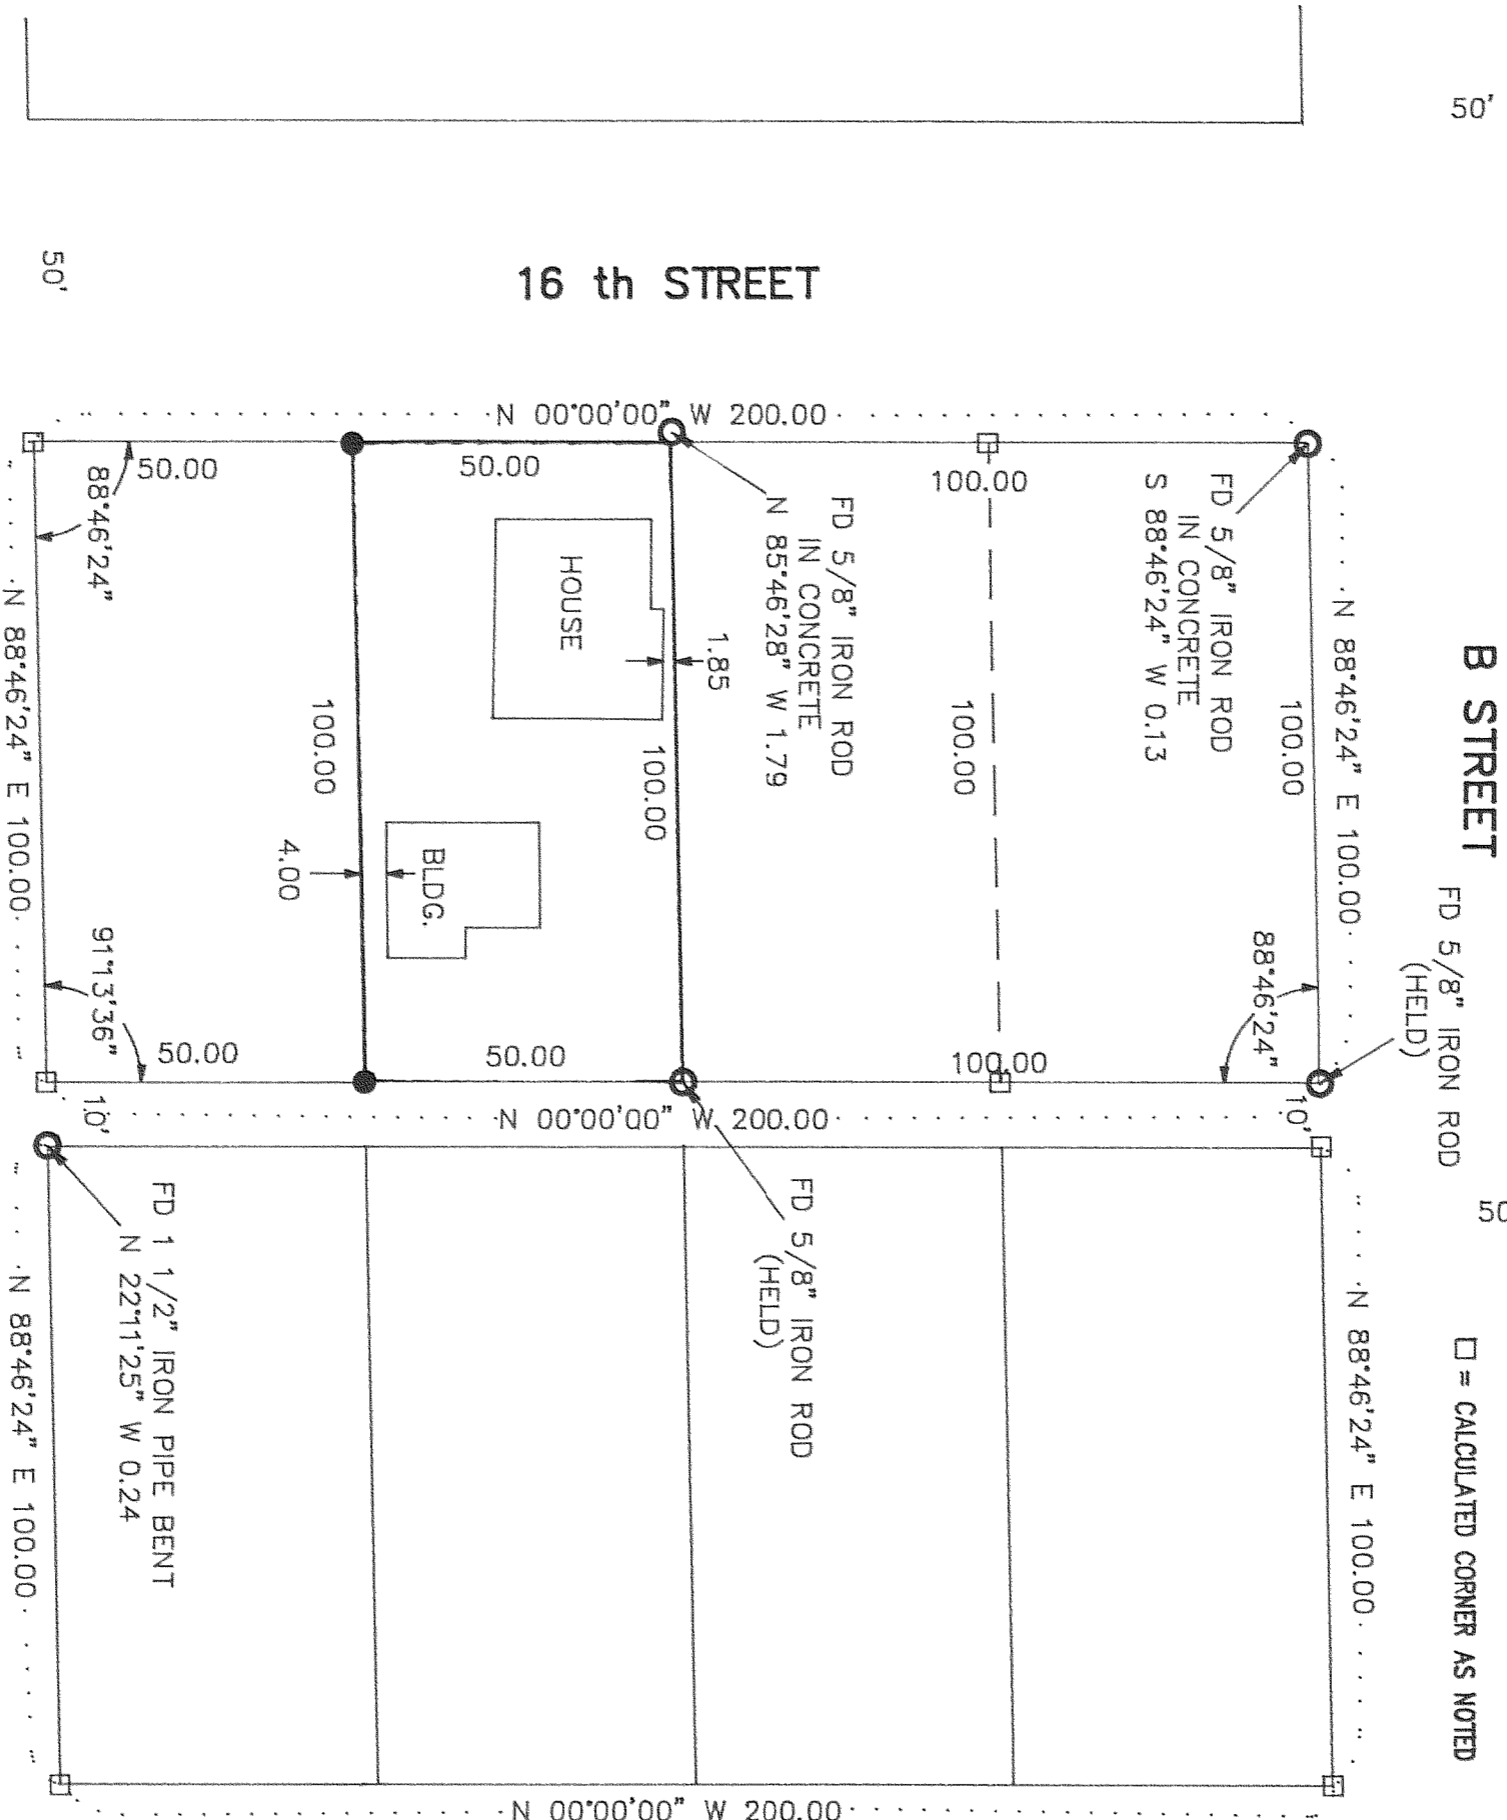 50'
50'
16 th STREET
B STREET
FD 5/8" IRON ROD
(HELD)
50
□ = CALCULATED CORNER AS NOTED
N 00°00'00" W 200.00
50.00
50.00
100.00
88°46'24"
FD 5/8" IRON ROD
IN CONCRETE
N 85°46'28" W 1.79
FD 5/8" IRON ROD
IN CONCRETE
S 88°46'24" W 0.13
N 88°46'24" E 100.00
100.00
HOUSE
1.85
100.00
100.00
100.00
4.00
BLDG.
88°46'24"
N 88°46'24" E 100.00
91°13'36"
50.00
50.00
100.00
10'
N 00°00'00" W 200.00
10'
FD 5/8" IRON ROD
(HELD)
FD 1 1/2" IRON PIPE BENT
N 22°11'25" W 0.24
N 88°46'24" E 100.00
N 88°46'24" E 100.00
N 00°00'00" W 200.00